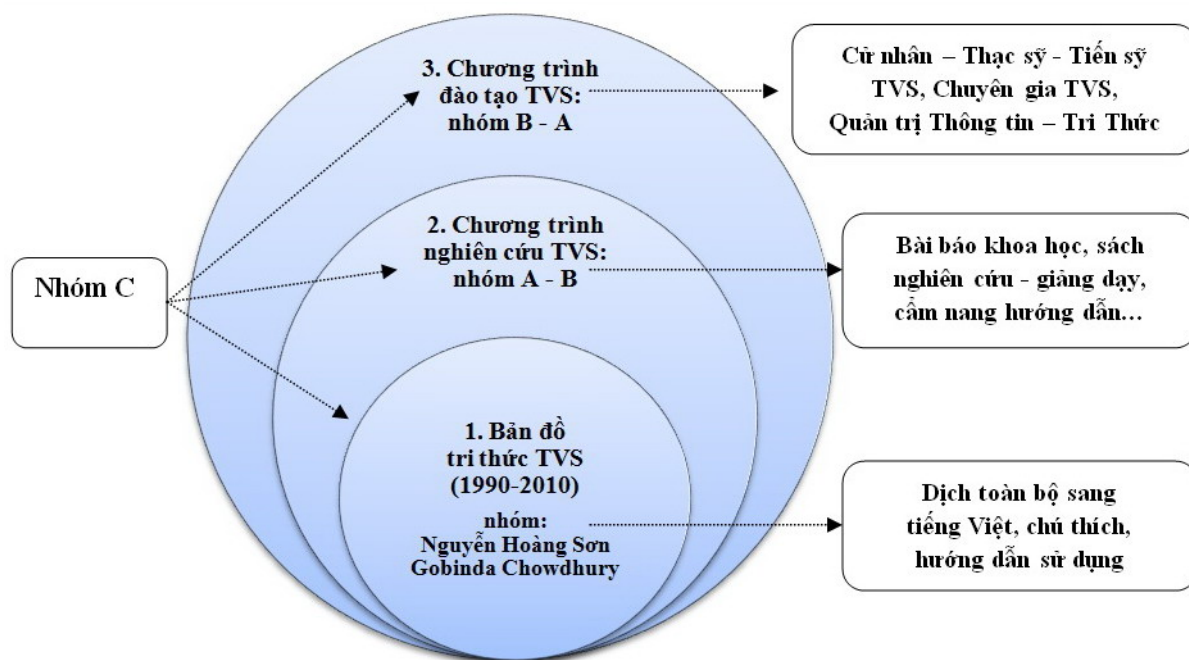 3. Chương trình
đào tạo TVS:
nhóm B - A
Cử nhân – Thạc sỹ - Tiến sỹ
TVS, Chuyên gia TVS,
Quản trị Thông tin – Tri Thức
2. Chương trình
nghiên cứu TVS:
nhóm A - B
Bài báo khoa học, sách
nghiên cứu - giảng dạy,
cẩm nang hướng dẫn...
Nhóm C
1. Bản đồ
tri thức TVS
(1990-2010)
nhóm:
Nguyễn Hoàng Sơn
Gobinda Chowdhury
Dịch toàn bộ sang
tiếng Việt, chú thích,
hướng dẫn sử dụng